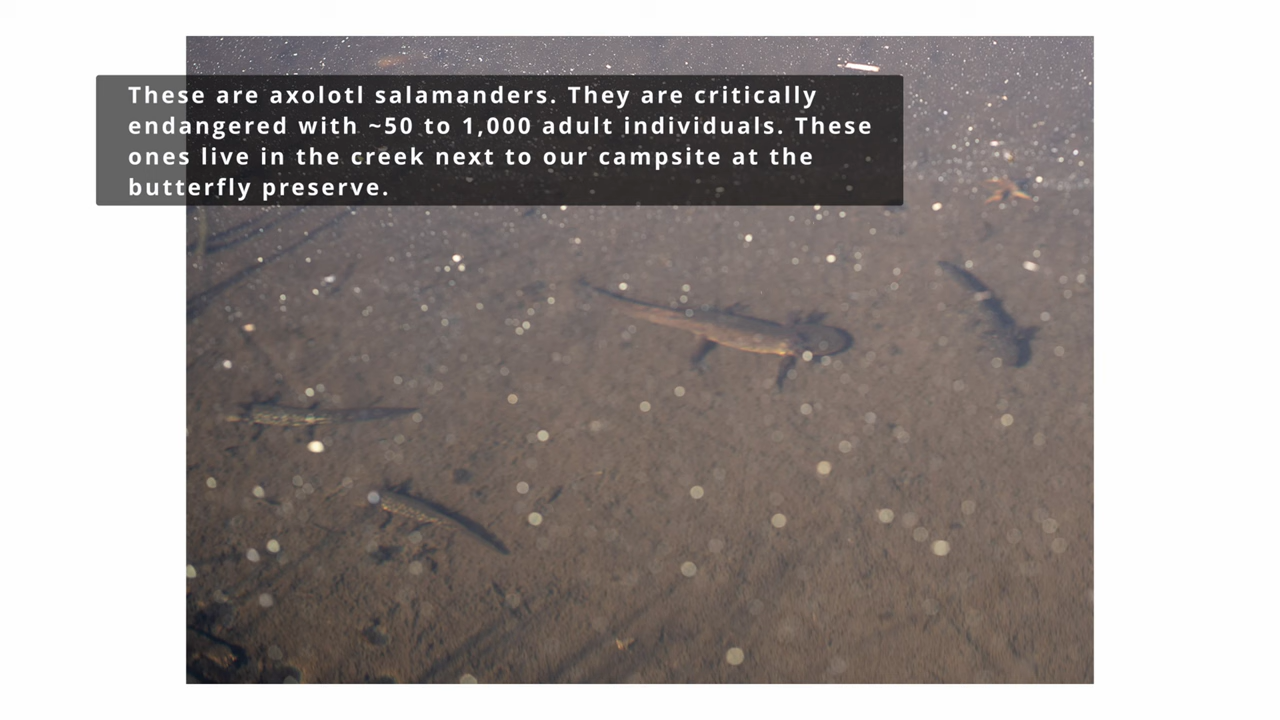 These are axolotl salamanders. They are critically
endangered with ~50 to 1,000 adult individuals. These
ones live in the creek next to our campsite at the
butterfly preserve.